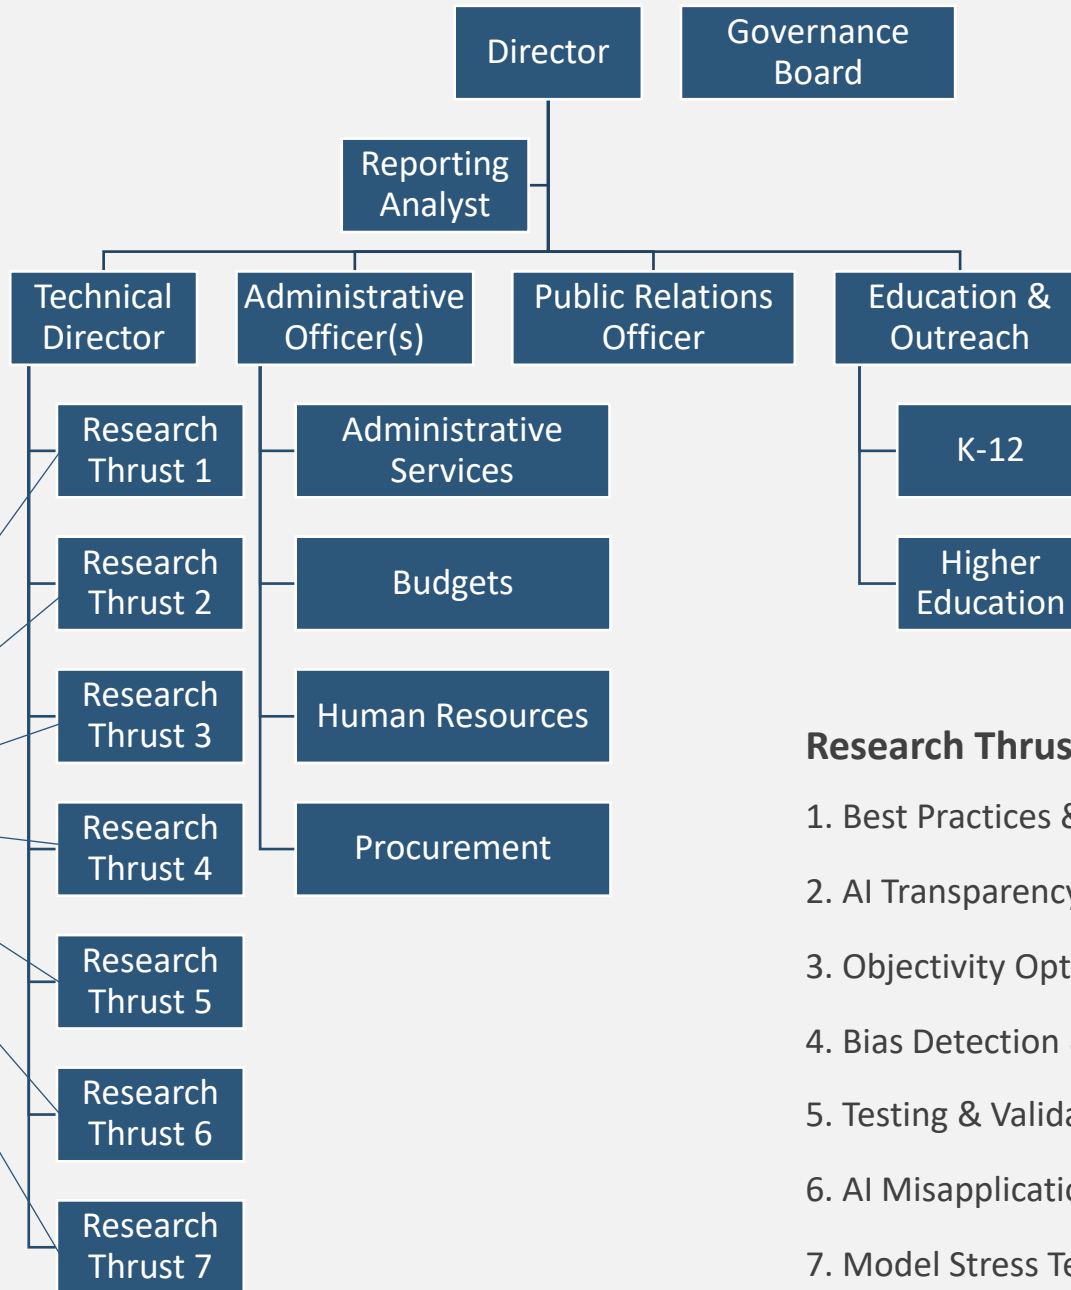 Director
Governance
Board
Reporting
Analyst
Technical
Director
Administrative
Officer(s)
Public Relations
Officer
Education &
Outreach
Research
Thrust 1
Research
Thrust 2
Research
Thrust 3
Research
Thrust 4
Research
Thrust 5
Research
Thrust 6
Research
Thrust 7
Administrative
Services
Budgets
Human Resources
Procurement
K-12
Higher
Education
Research
1. Best Practices &
2. AI
3. Objectivity
4. Bias Detection
5. Testing &
6. AI
7. Model Stress